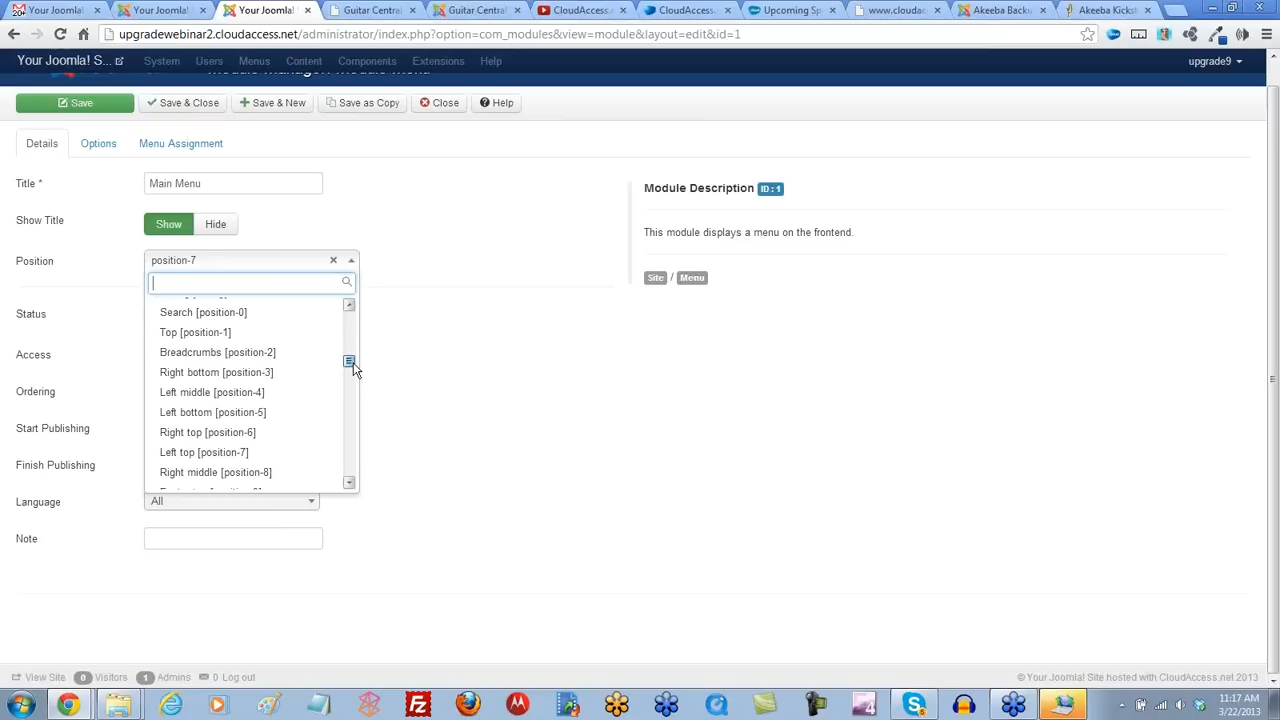 20+
Your Joomla!
Your Joomla!
Your Joomla!
Guitar Central
Guitar Central
CloudAccess.n
CloudAccess.n
Upcoming Sp
www.cloudac
Akeeba Backu
Akeeba Kickst
upgradewebinar2.cloudaccess.net/administrator/index.php?option=com_modules&view=module&layout=edit&id=1
Your Joomla! S... System Users Menus Content Components Extensions Help upgrade9
Save Save & Close Save & New Save as Copy Close Help
Details Options Menu Assignment
Title * Main Menu
Module Description ID : 1
Show Title Show Hide
This module displays a menu on the frontend.
Position position-7
Site / Menu
Search [position-0]
Status
Top [position-1]
Breadcrumbs [position-2]
Access
Right bottom [position-3]
Ordering
Left middle [position-4]
Left bottom [position-5]
Start Publishing
Right top [position-6]
Left top [position-7]
Finish Publishing
Right middle [position-8]
Language All
Note
View Site 0 Visitors 1 Admins 0 Log out
© Your Joomla! Site hosted with CloudAccess.net 2013
11:17 AM
3/22/2013